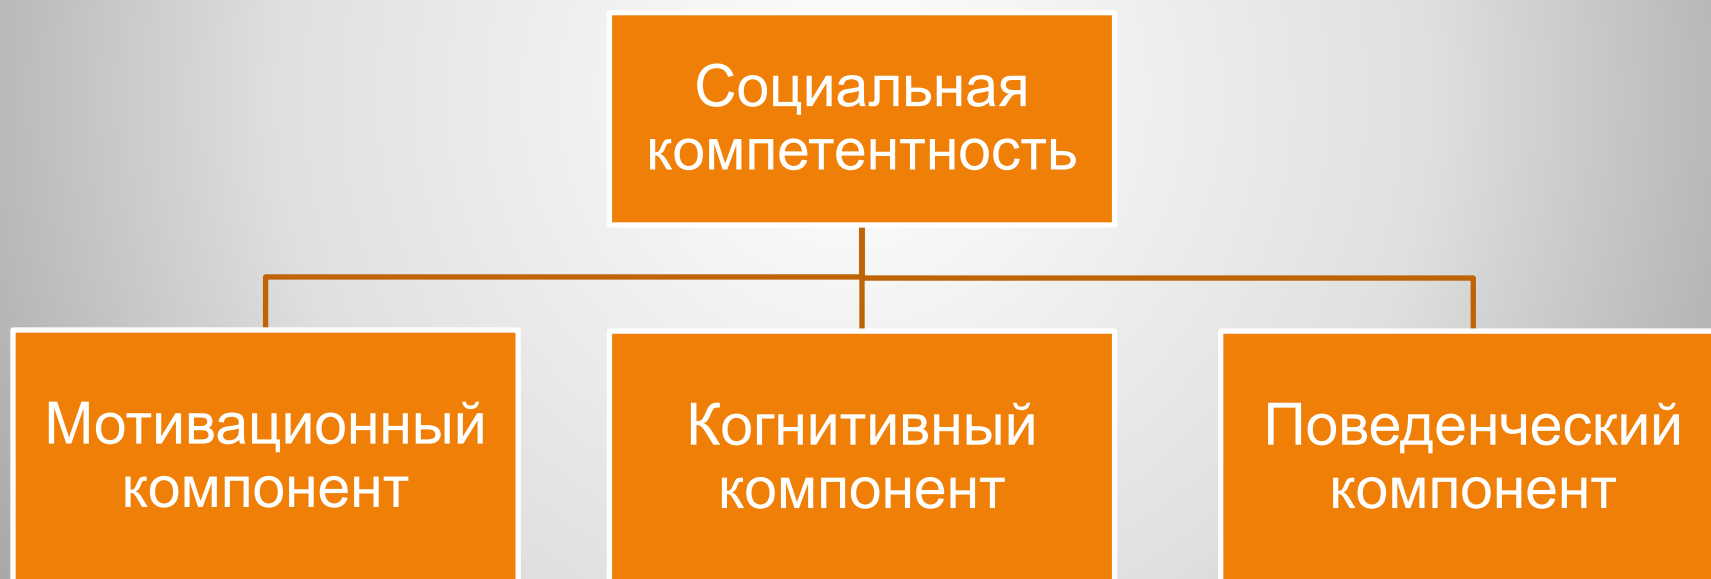 Социальная
компетентность
Мотивационный
компонент
Когнитивный
компонент
Поведенческий
компонент